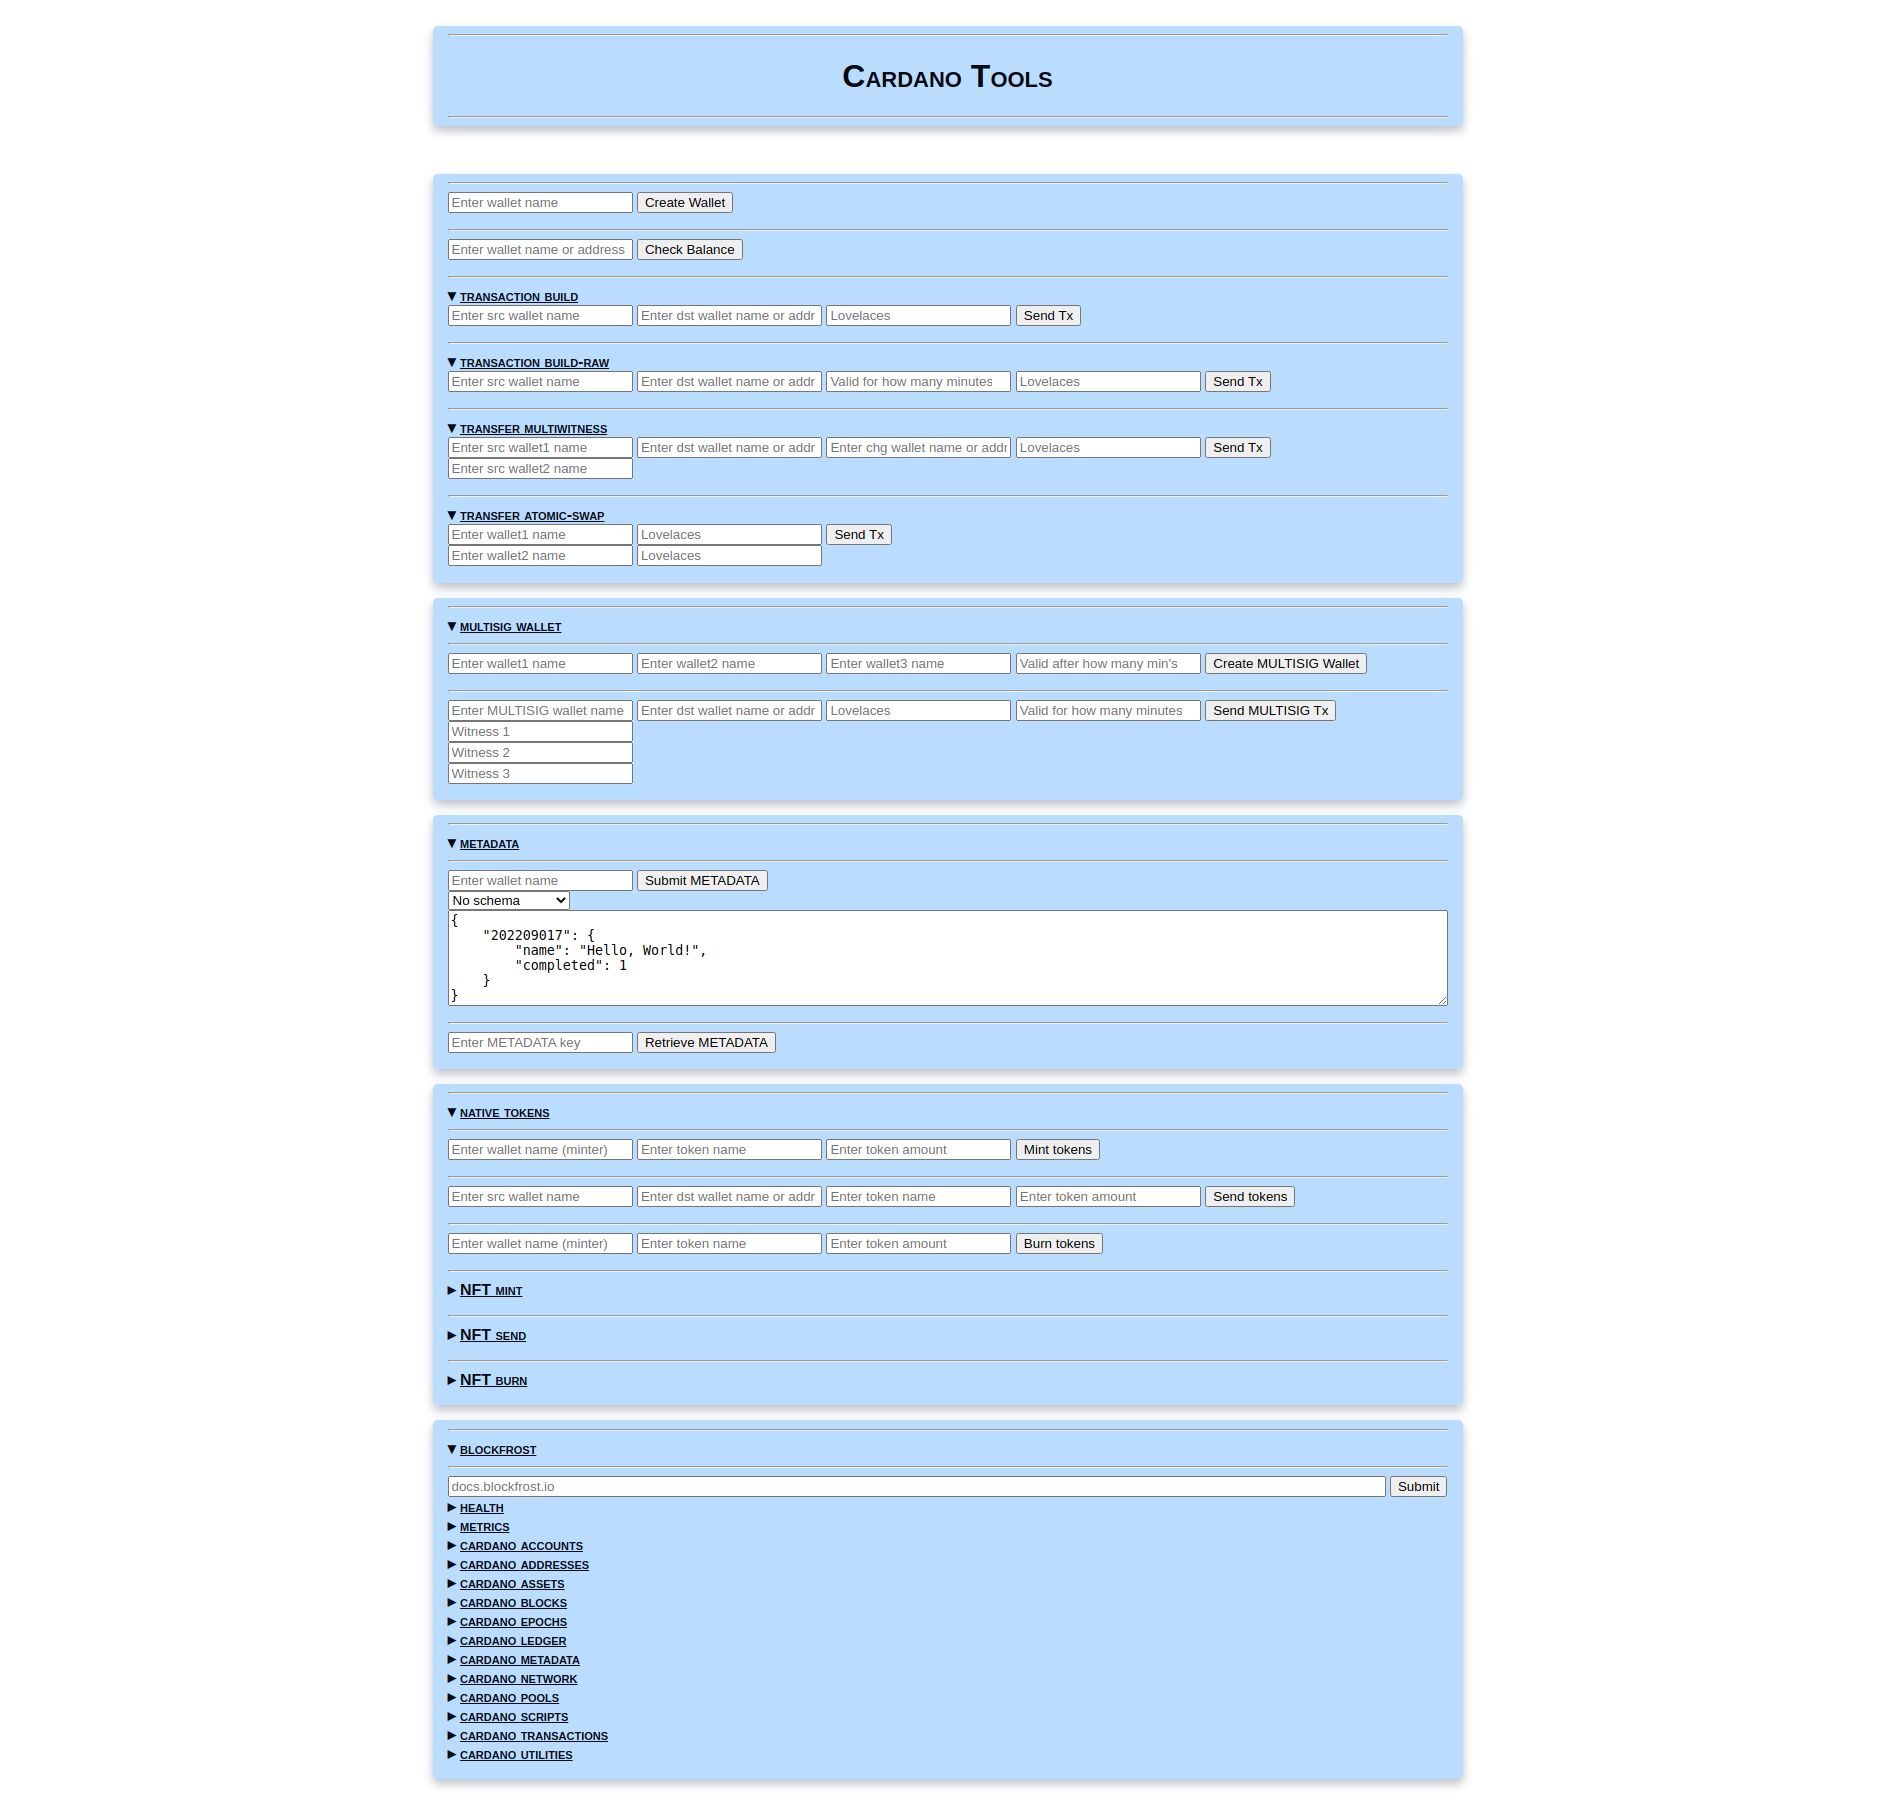 Cardano Tools
Enter wallet name Create Wallet
Enter wallet name or address Check Balance
▼ transaction build
Enter src wallet name Enter dst wallet name or addr Lovelaces Send Tx
▼ transaction build-raw
Enter src wallet name Enter dst wallet name or addr Valid for how many minutes Lovelaces Send Tx
▼ transfer multiwitness
Enter src wallet1 name Enter dst wallet name or addr Enter chg wallet name or addr Lovelaces Send Tx
Enter src wallet2 name
▼ transfer atomic-swap
Enter wallet1 name Lovelaces Send Tx
Enter wallet2 name Lovelaces
▼ multisig wallet
Enter wallet1 name Enter wallet2 name Enter wallet3 name Valid after how many min's Create MULTISIG Wallet
Enter MULTISIG wallet name Enter dst wallet name or addr Lovelaces Valid for how many minutes Send MULTISIG Tx
Witness 1
Witness 2
Witness 3
▼ metadata
Enter wallet name Submit METADATA
No schema
{
    "202209017": {
        "name": "Hello, World!",
        "completed": 1
    }
}
Enter METADATA key Retrieve METADATA
▼ native tokens
Enter wallet name (minter) Enter token name Enter token amount Mint tokens
Enter src wallet name Enter dst wallet name or addr Enter token name Enter token amount Send tokens
Enter wallet name (minter) Enter token name Enter token amount Burn tokens
▶ NFT mint
▶ NFT send
▶ NFT burn
▼ blockfrost
docs.blockfrost.io Submit
▶ health
▶ metrics
▶ cardano accounts
▶ cardano addresses
▶ cardano assets
▶ cardano blocks
▶ cardano epochs
▶ cardano ledger
▶ cardano metadata
▶ cardano network
▶ cardano pools
▶ cardano scripts
▶ cardano transactions
▶ cardano utilities